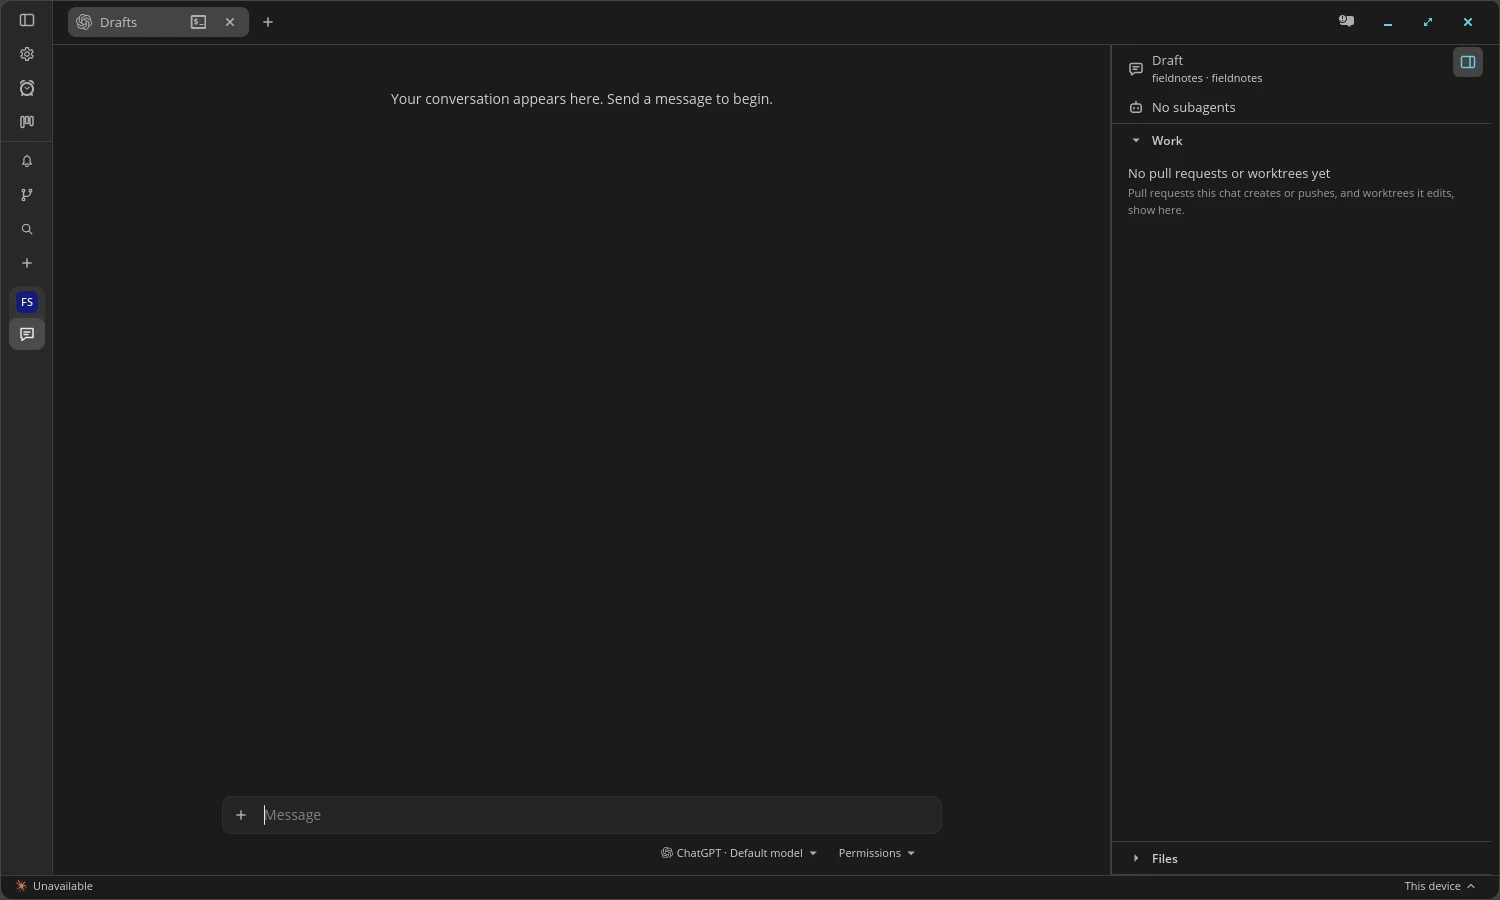 Drafts
Your conversation appears here. Send a message to begin.
Draft
fieldnotes · fieldnotes
No subagents
Work
No pull requests or worktrees yet
Pull requests this chat creates or pushes, and worktrees it edits,
show here.
FS
Message
ChatGPT · Default model
Permissions
Files
Unavailable
This device